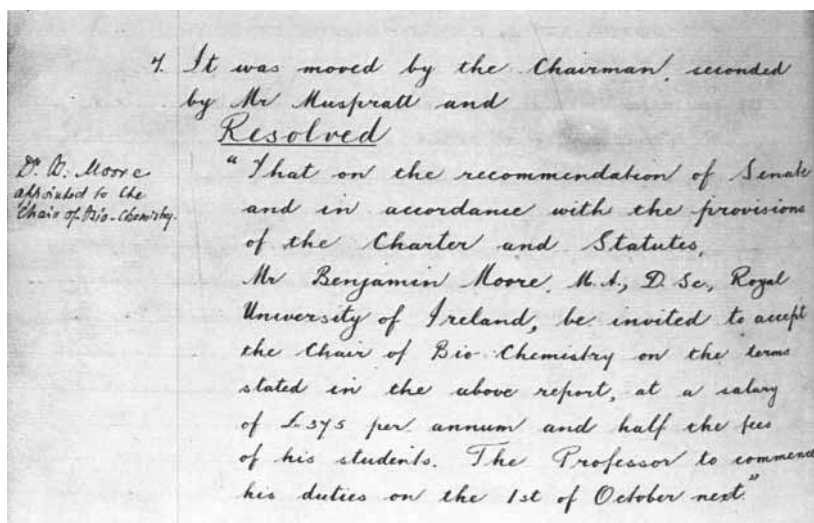 7. It was moved by the Chairman, seconded
by Mr Muspratt and
Resolved
Dr. B. Moore
appointed to the
Chair of Bio-Chemistry.
"That on the recommendation of Senate
and in accordance with the provisions
of the Charter and Statutes,
Mr Benjamin Moore, M.A., D. Sc., Royal
University of Ireland, be invited to accept
the Chair of Bio-Chemistry on the terms
stated in the above report, at a salary
of £375 per annum and half the fees
of his students. The Professor to commence
his duties on the 1st of October next."